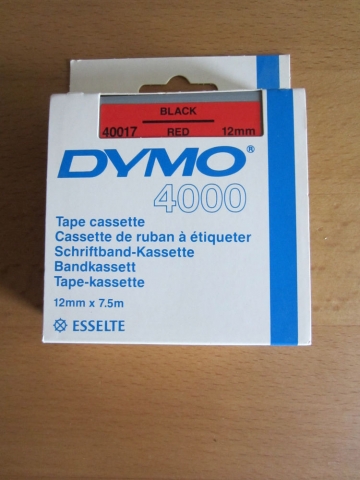 BLACK
40017 RED 12mm
DYMO®
4000
Tape cassette
Cassette de ruban à étiqueter
Schriftband-Kassette
Bandkassett
Tape-kassette
12mm x 7.5m
ESSELTE